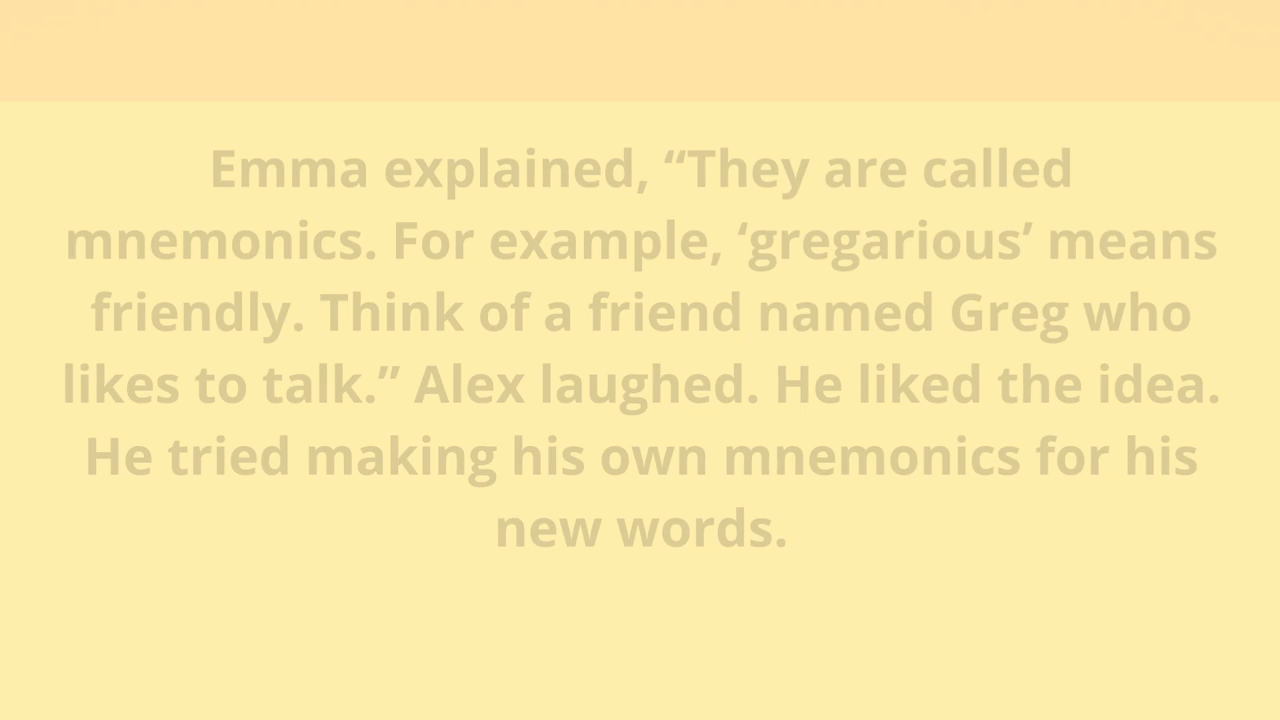 Emma explained, “They are called
mnemonics. For example, ‘gregarious’ means
friendly. Think of a friend named Greg who
likes to talk.” Alex laughed. He liked the idea.
He tried making his own mnemonics for his
new words.